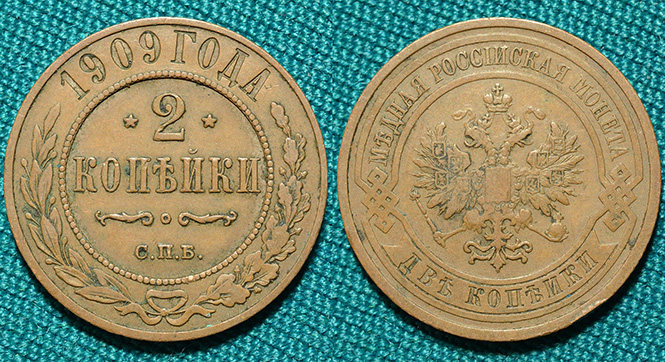 1909 ГОДА
2
КОПѢЙКИ
С.П.Б.
МѢДНАЯ РОССІЙСКАЯ МОНЕТА
ДВѢ КОПѢЙКИ